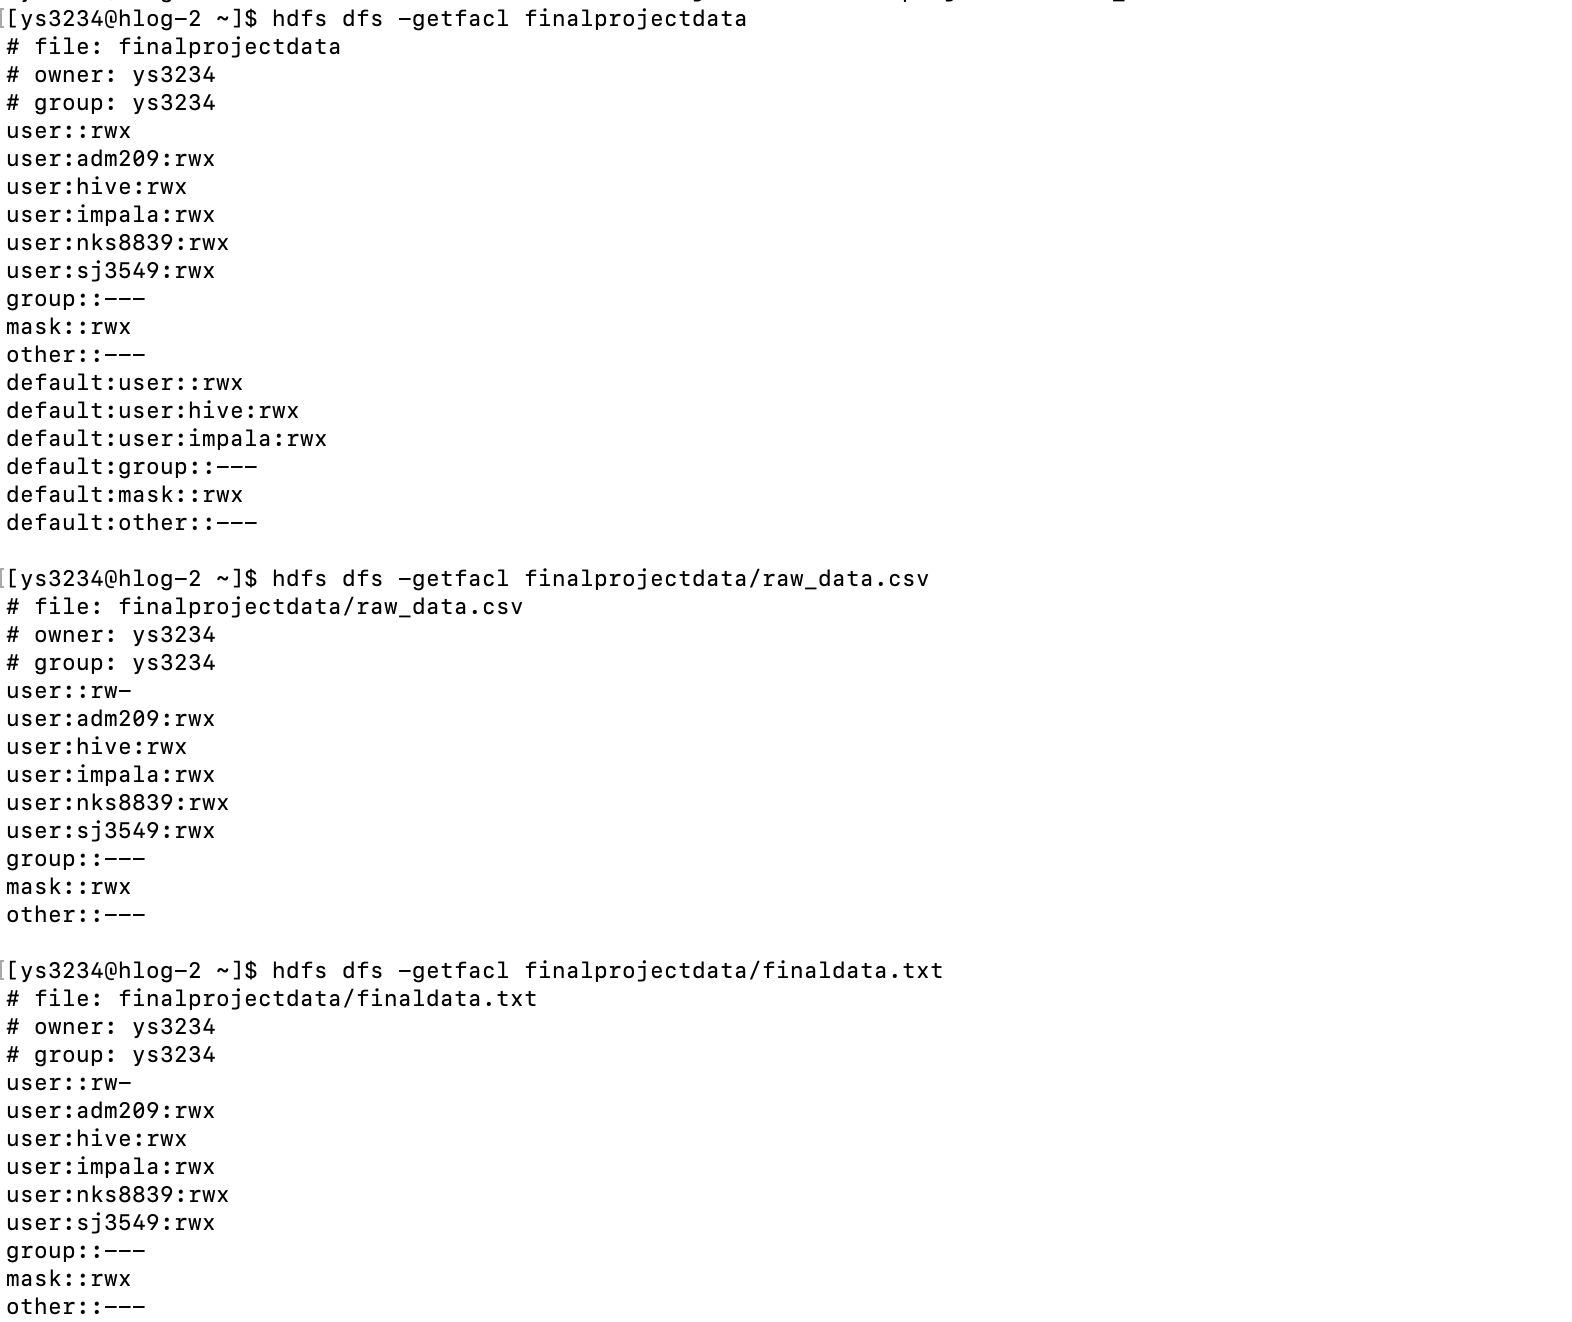 [[ys3234@hlog-2 ~]$ hdfs dfs -getfacl finalprojectdata
# file: finalprojectdata
# owner: ys3234
# group: ys3234
user::rwx
user:adm209:rwx
user:hive:rwx
user:impala:rwx
user:nks8839:rwx
user:sj3549:rwx
group::---
mask::rwx
other::---
default:user::rwx
default:user:hive:rwx
default:user:impala:rwx
default:group::---
default:mask::rwx
default:other::---
[[ys3234@hlog-2 ~]$ hdfs dfs -getfacl finalprojectdata/raw_data.csv
# file: finalprojectdata/raw_data.csv
# owner: ys3234
# group: ys3234
user::rw-
user:adm209:rwx
user:hive:rwx
user:impala:rwx
user:nks8839:rwx
user:sj3549:rwx
group::---
mask::rwx
other::---
[[ys3234@hlog-2 ~]$ hdfs dfs -getfacl finalprojectdata/finaldata.txt
# file: finalprojectdata/finaldata.txt
# owner: ys3234
# group: ys3234
user::rw-
user:adm209:rwx
user:hive:rwx
user:impala:rwx
user:nks8839:rwx
user:sj3549:rwx
group::---
mask::rwx
other::---